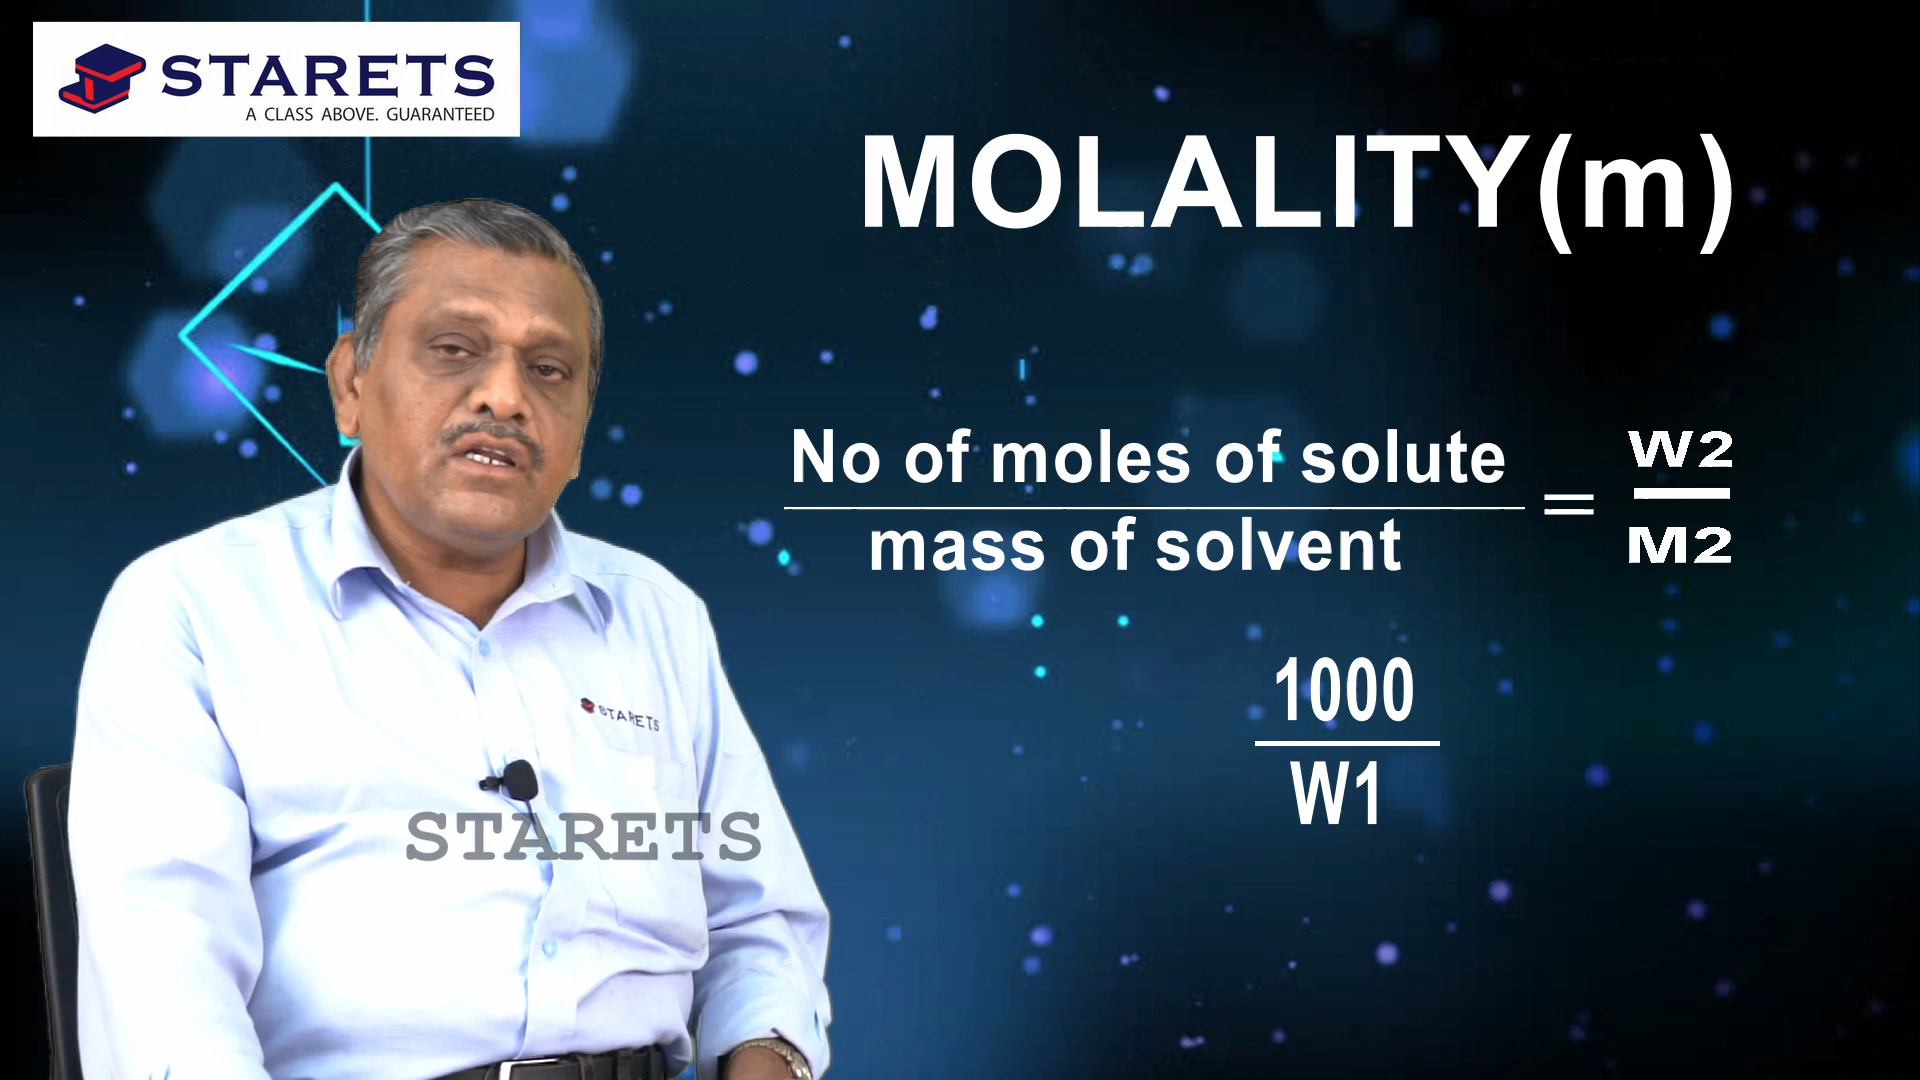 STARETS
A CLASS ABOVE. GUARANTEED
MOLALITY(m)
No of moles of solute
mass of solvent
=
W2
M2
1000
W1
STARETS
STARETS